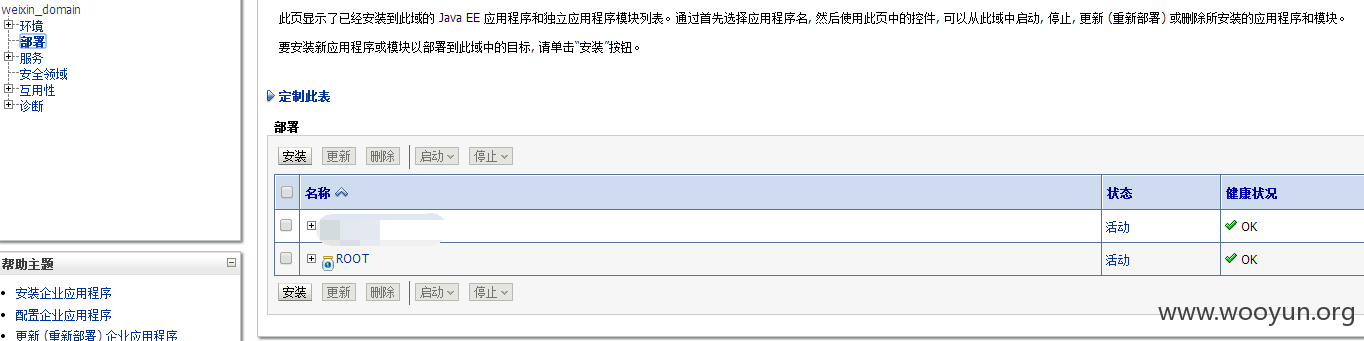 weixin_domain
环境
部署
服务
安全领域
互用性
诊断
帮助主题
安装企业应用程序
配置企业应用程序
更新 (重新部署) 企业应用程序
此页显示了已经安装到此域的 Java EE 应用程序和独立应用程序模块列表。通过首先选择应用程序名, 然后使用此页中的控件, 可以从此域中启动, 停止, 更新 (重新部署) 或删除所安装的应用程序和模块。
要安装新应用程序或模块以部署到此域中的目标, 请单击“安装”按钮。
定制此表
部署
安装 更新 删除 启动 停止
名称 状态 健康状况
活动 OK
ROOT 活动 OK
安装 更新 删除 启动 停止
www.wooyun.org